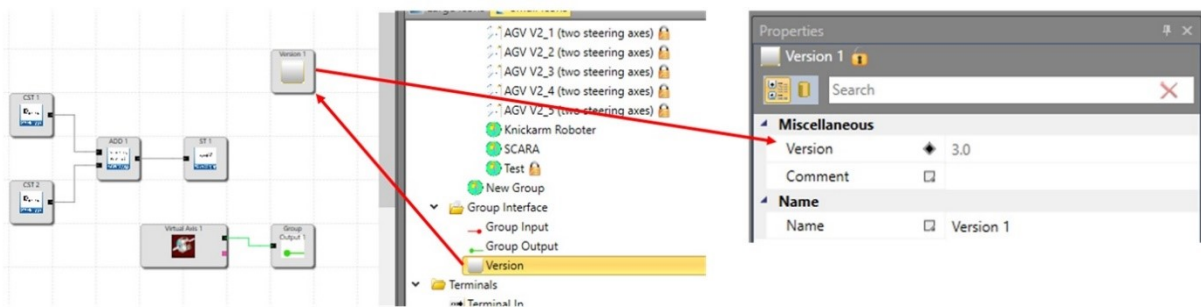 Version 1
CST 1
ADD 1
ST 1
CST 2
Virtual Axis 1
Group
Output 1
AGV V2_1 (two steering axes)
AGV V2_2 (two steering axes)
AGV V2_3 (two steering axes)
AGV V2_4 (two steering axes)
AGV V2_5 (two steering axes)
Knickarm Roboter
SCARA
Test
New Group
Group Interface
Group Input
Group Output
Version
Terminals
Terminal In
Properties
Version 1
Search
Miscellaneous
Version 3.0
Comment
Name
Name Version 1